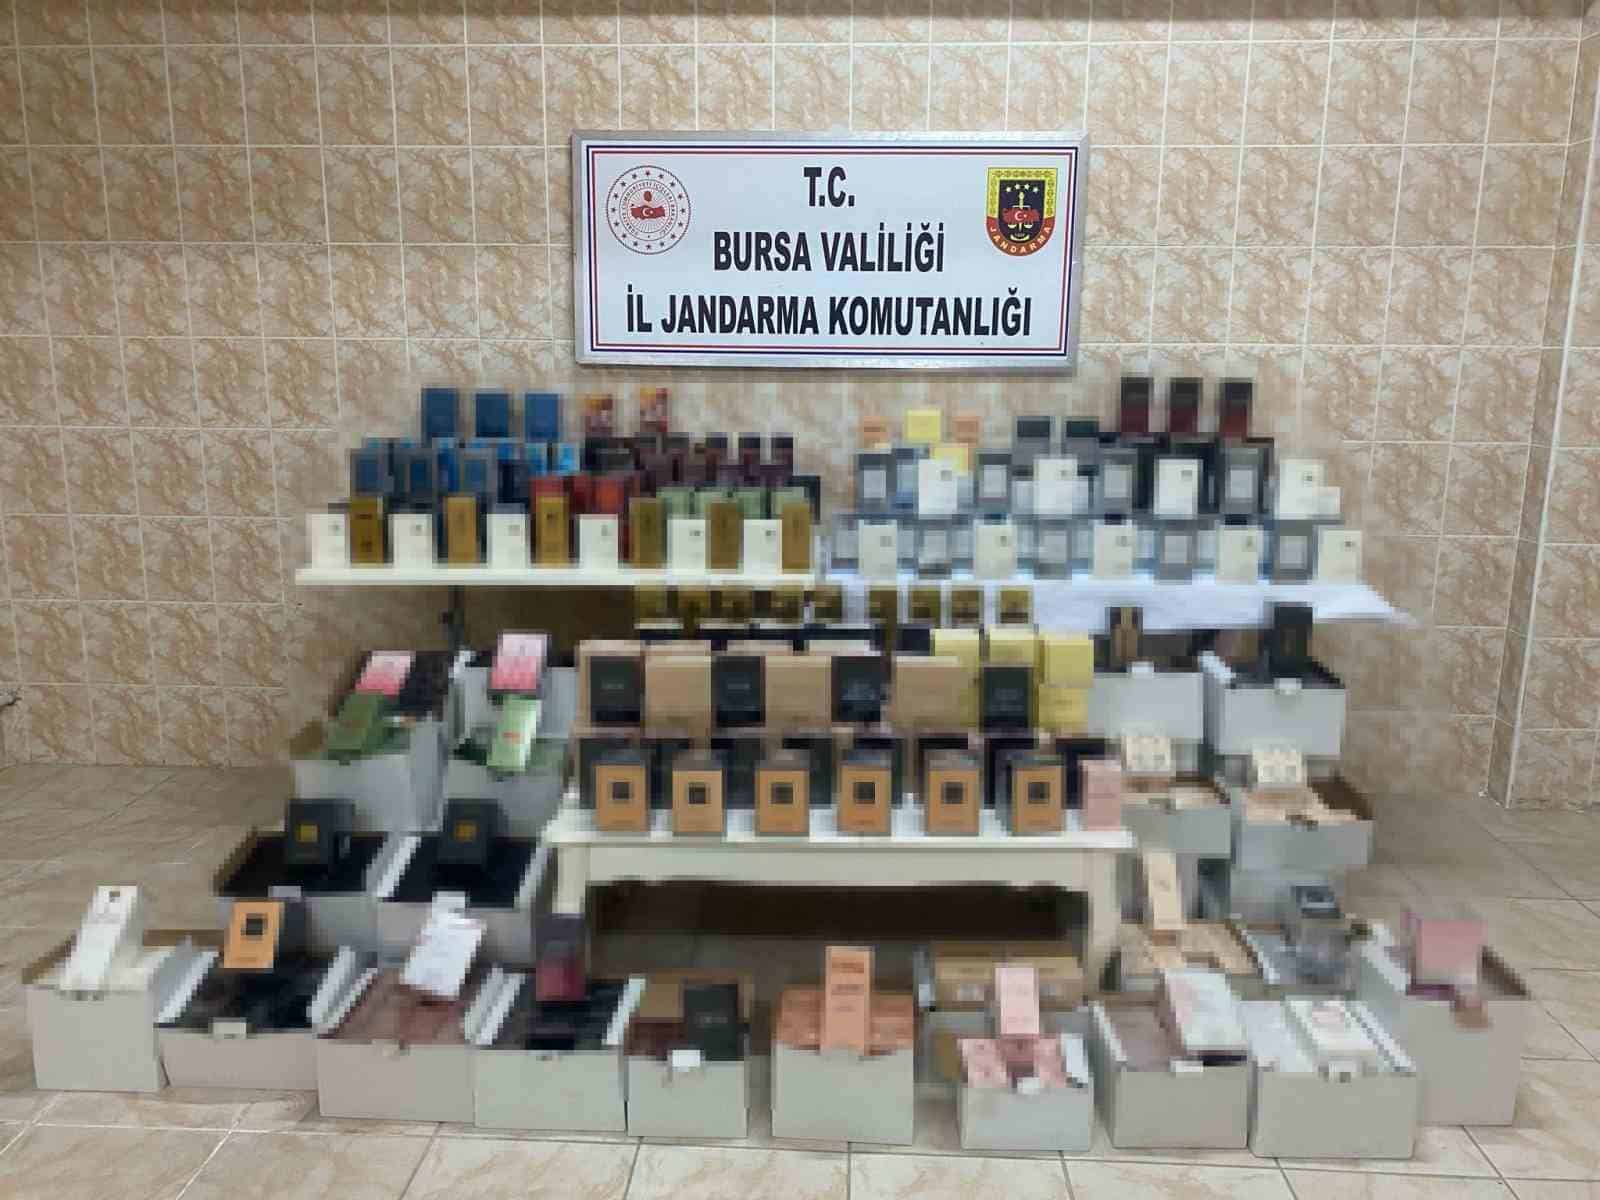 T.C.
BURSA VALİLİĞİ
İL JANDARMA KOMUTANLIĞI
JANDARMA